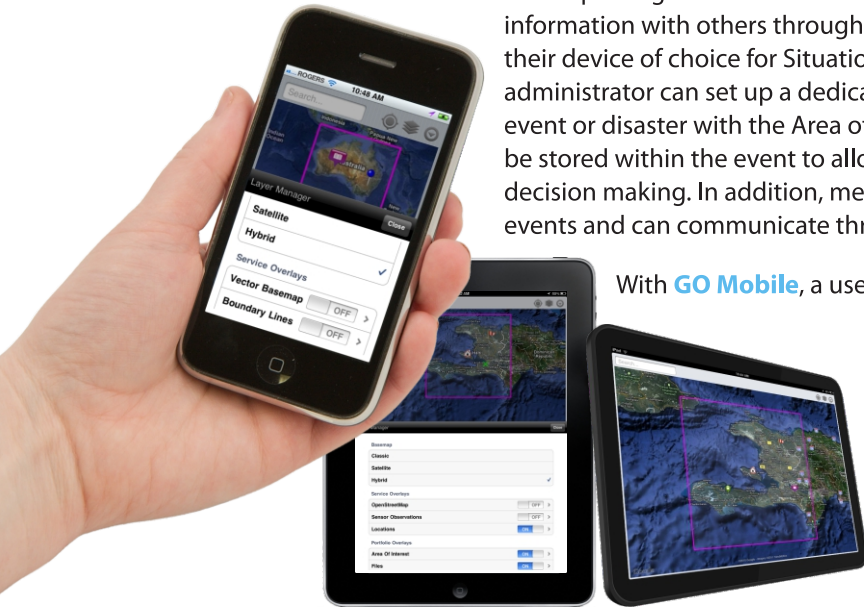 information with others through
their device of choice for Situatio
administrator can set up a dedica
event or disaster with the Area of
be stored within the event to allo
decision making. In addition, me
events and can communicate thr
With GO Mobile, a use
ROGERS 10:48 AM
Search...
Layer Manager
Close
Satellite
Hybrid
Service Overlays
Vector Basemap OFF
Boundary Lines OFF
Basemap
Classic
Satellite
Hybrid
Service Overlays
OpenStreetMap OFF
Sensor Observations OFF
Locations ON
Portfolio Overlays
Area Of Interest ON
Files ON
iPad